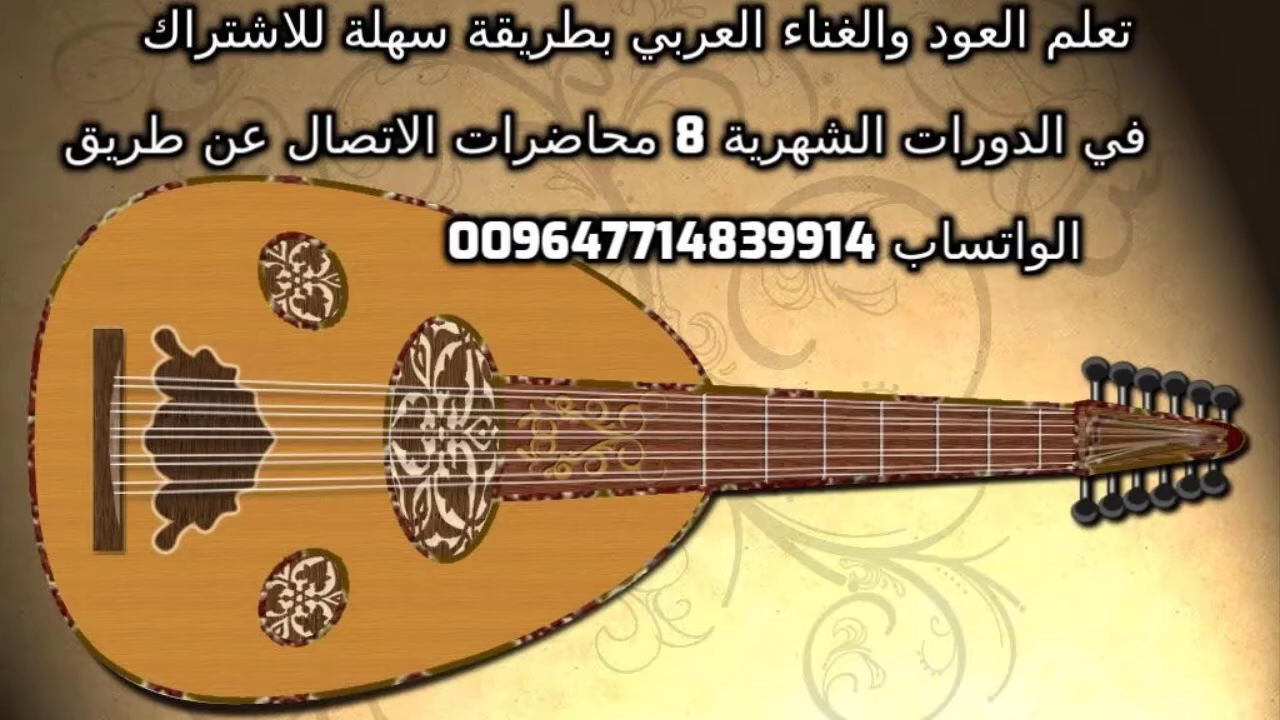 تعلم العود والغناء العربي بطريقة سهلة للاشتراك
في الدورات الشهرية 8 محاضرات الاتصال عن طريق
الواتساب 009647714839914